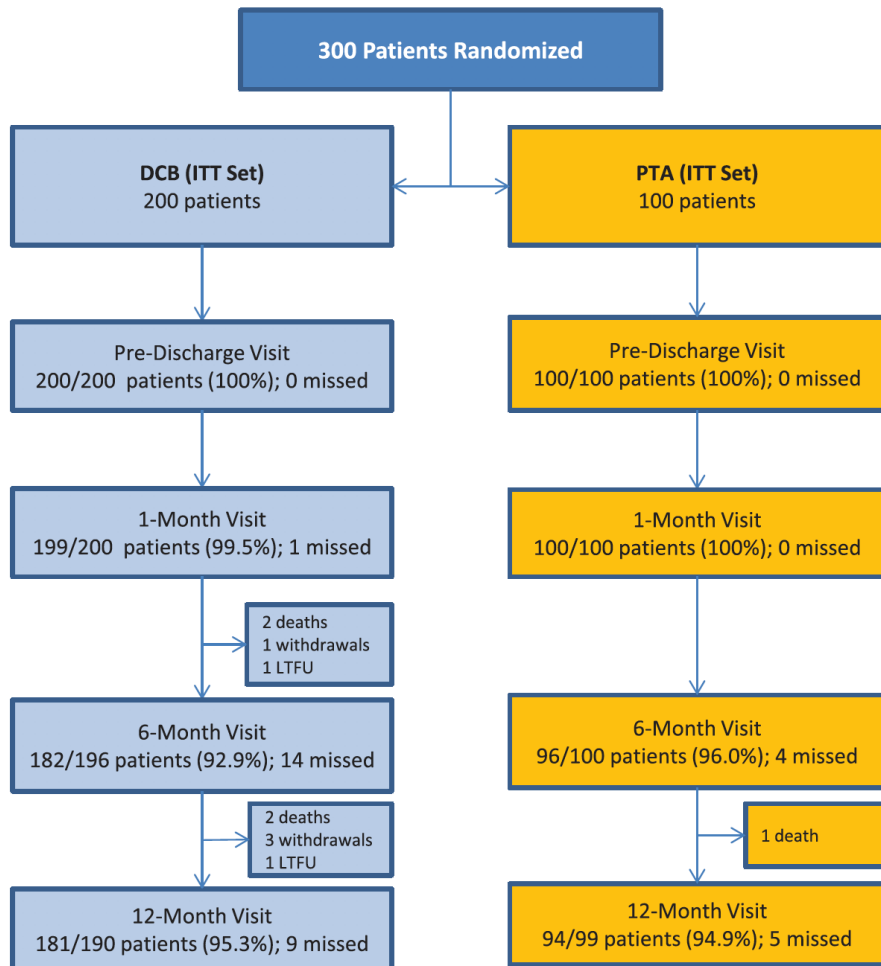 300 Patients Randomized
DCB (ITT Set)
200 patients
PTA (ITT Set)
100 patients
Pre-Discharge Visit
200/200 patients (100%); 0 missed
Pre-Discharge Visit
100/100 patients (100%); 0 missed
1-Month Visit
199/200 patients (99.5%); 1 missed
1-Month Visit
100/100 patients (100%); 0 missed
2 deaths
1 withdrawals
1 LTFU
6-Month Visit
182/196 patients (92.9%); 14 missed
6-Month Visit
96/100 patients (96.0%); 4 missed
2 deaths
3 withdrawals
1 LTFU
1 death
12-Month Visit
181/190 patients (95.3%); 9 missed
12-Month Visit
94/99 patients (94.9%); 5 missed